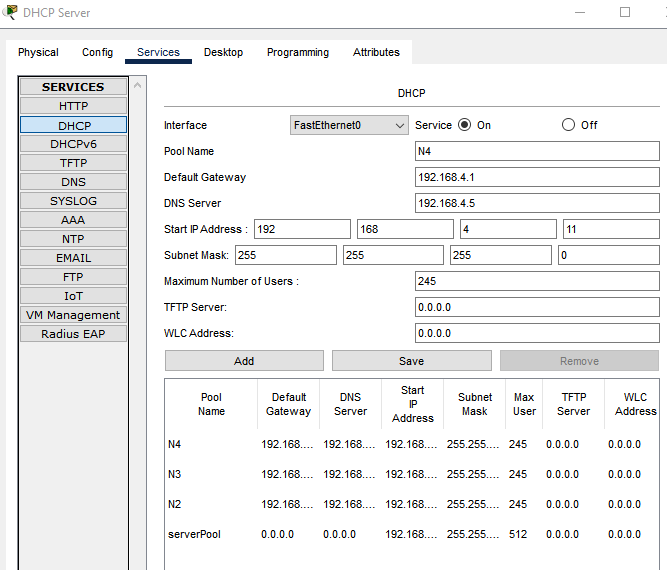 DHCP Server
Physical Config Services Desktop Programming Attributes
SERVICES
HTTP
DHCP
DHCPv6
TFTP
DNS
SYSLOG
AAA
NTP
EMAIL
FTP
IoT
VM Management
Radius EAP
DHCP
Interface FastEthernet0 Service On Off
Pool Name N4
Default Gateway 192.168.4.1
DNS Server 192.168.4.5
Start IP Address : 192 168 4 11
Subnet Mask: 255 255 255 0
Maximum Number of Users : 245
TFTP Server: 0.0.0.0
WLC Address: 0.0.0.0
Add Save Remove
Pool Name Default Gateway DNS Server Start IP Address Subnet Mask Max User TFTP Server WLC Address
N4 192.168.... 192.168.... 192.168.... 255.255.... 245 0.0.0.0 0.0.0.0
N3 192.168.... 192.168.... 192.168.... 255.255.... 245 0.0.0.0 0.0.0.0
N2 192.168.... 192.168.... 192.168.... 255.255.... 245 0.0.0.0 0.0.0.0
serverPool 0.0.0.0 0.0.0.0 192.168.... 255.255.... 512 0.0.0.0 0.0.0.0